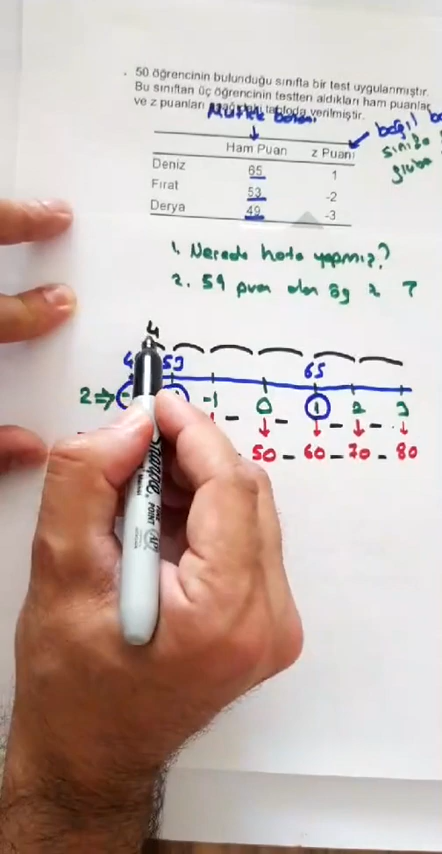 50 öğrencinin bulunduğu sınıfta bir test uygulanmıştır.
Bu sınıftan üç öğrencinin testten aldıkları ham puanlar
ve z puanları tabloda verilmiştir.
Ham Puan z Puanı
Deniz 65 1
Fırat 53 -2
Derya 49 -3
1. Nerede hata yapmış?
2. 59 puan alan öğ z ?
4
53 65
z⇒ -1 0 1 2 3
50 - 60 - 70 - 80